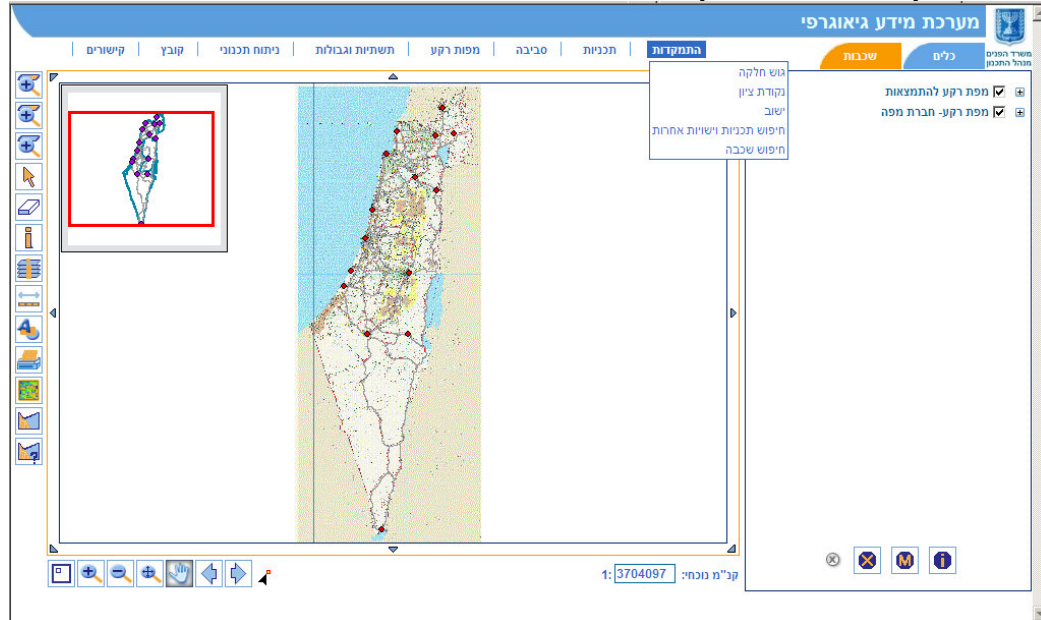 מערכת מידע גיאוגרפי
משרד הפנים
מנהל התכנון
כלים
שכבות
התמקדות | תכניות | סביבה | מפות רקע | תשתיות וגבולות | ניתוח תכנוני | קובץ | קישורים |
גוש חלקה
נקודת ציון
ישוב
חיפוש תכניות וישויות אחרות
חיפוש שכבה
מפת רקע להתמצאות
מפת רקע- חברת מפה
קנ"מ נוכחי: 3704097 :1